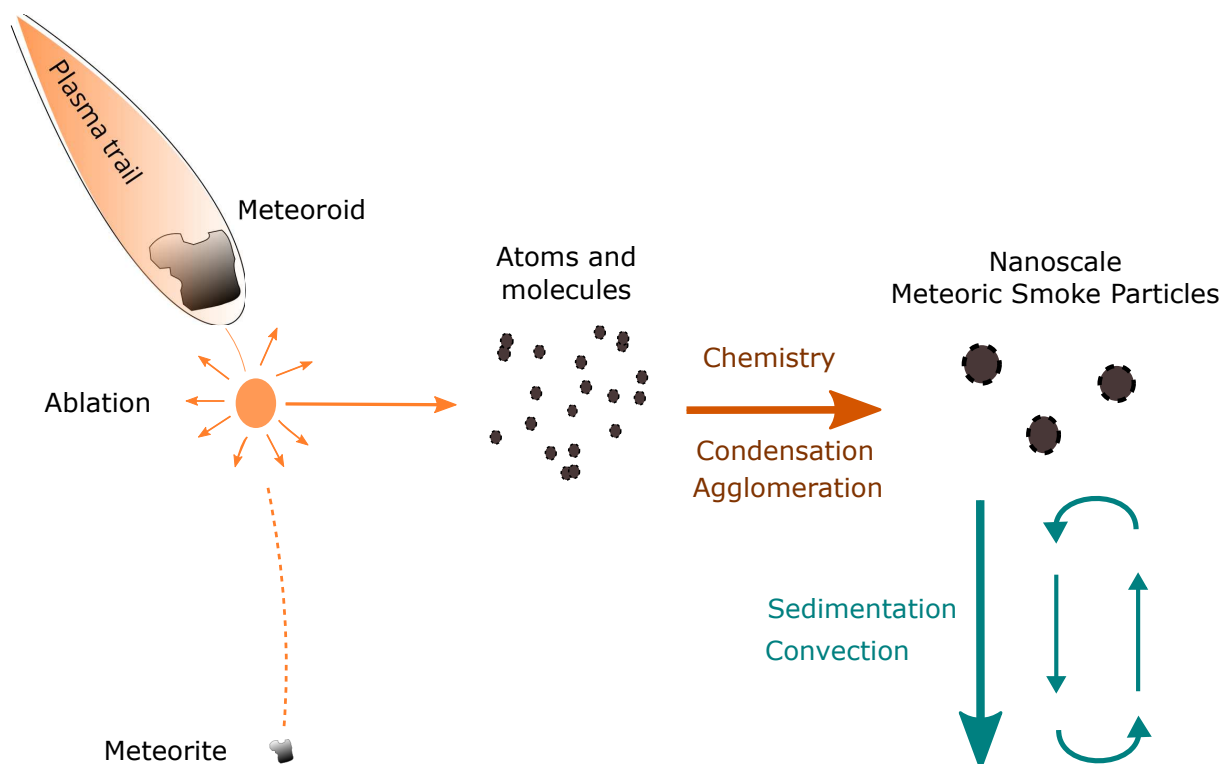 Plasma trail
Meteoroid
Ablation
Meteorite
Atoms and
molecules
Chemistry
Condensation
Agglomeration
Nanoscale
Meteoric Smoke Particles
Sedimentation
Convection